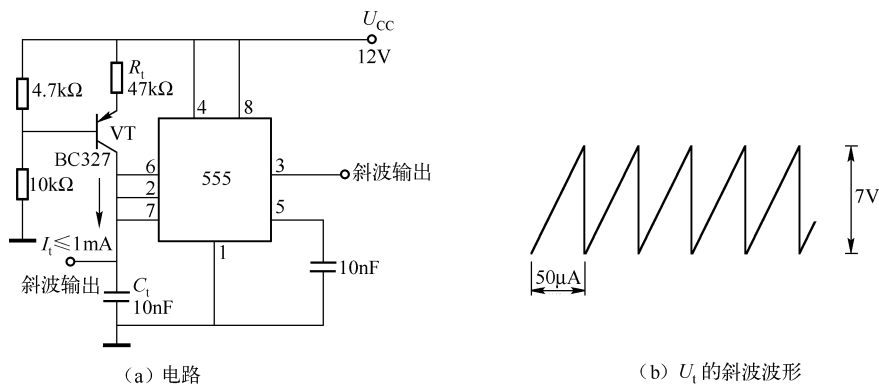 U_CC
12V
R_t
47kΩ
4.7kΩ
4
8
VT
BC327
10kΩ
6
2
7
555
3
5
1
斜波输出
I_t≤1mA
斜波输出
C_t
10nF
10nF
7V
50μA
(a) 电路
(b) U_t 的斜波波形